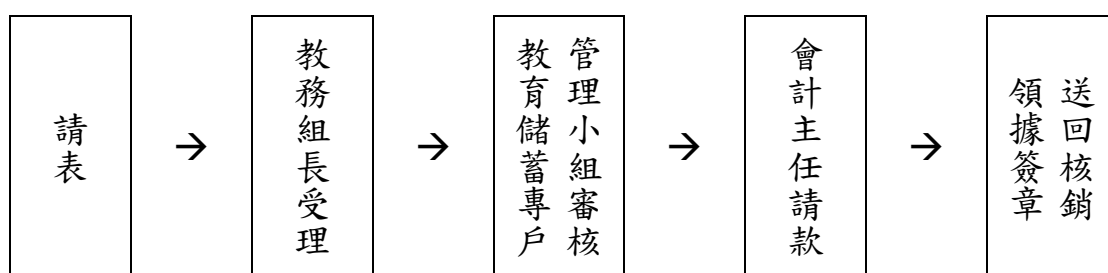 請表
教務組長受理
教育儲蓄專戶
管理小組審核
會計主任請款
領據簽章
送回核銷